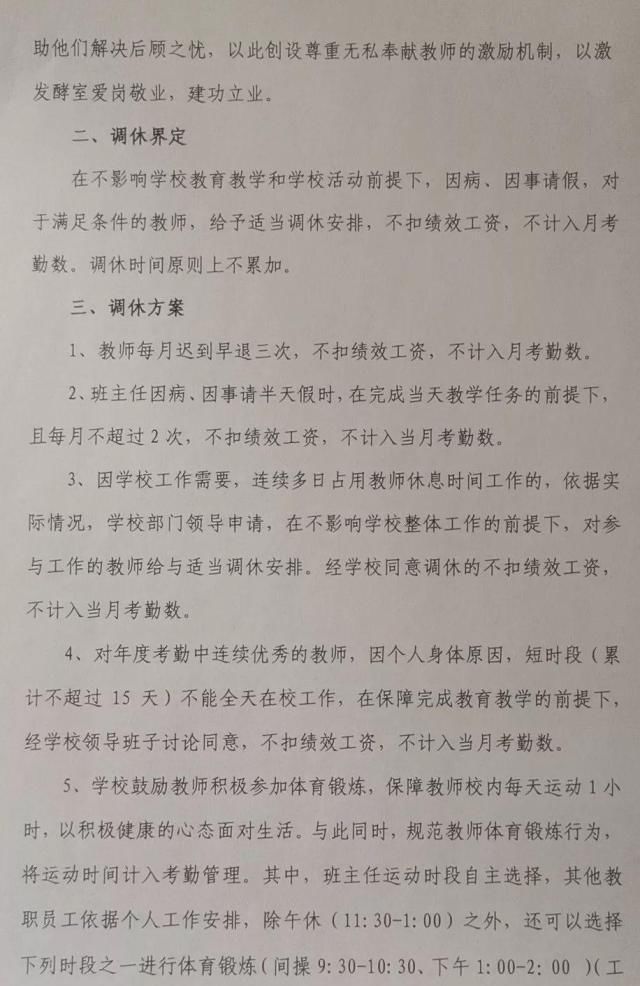 助他们解决后顾之忧，以此创设尊重无私奉献教师的激励机制，以激
发酵室爱岗敬业，建功立业。
二、调休界定
在不影响学校教育教学和学校活动前提下，因病、因事请假，对
于满足条件的教师，给予适当调休安排，不扣绩效工资，不计入月考
勤数。调休时间原则上不累加。
三、调休方案
1、教师每月迟到早退三次，不扣绩效工资，不计入月考勤数。
2、班主任因病、因事请半天假时，在完成当天教学任务的前提下，
且每月不超过2次，不扣绩效工资，不计入当月考勤数。
3、因学校工作需要，连续多日占用教师休息时间工作的，依据实
际情况，学校部门领导申请，在不影响学校整体工作的前提下，对参
与工作的教师给与适当调休安排。经学校同意调休的不扣绩效工资，
不计入当月考勤数。
4、对年度考勤中连续优秀的教师，因个人身体原因，短时段（累
计不超过 15 天）不能全天在校工作，在保障完成教育教学的前提下，
经学校领导班子讨论同意，不扣绩效工资，不计入当月考勤数。
5、学校鼓励教师积极参加体育锻炼，保障教师校内每天运动1小
时，以积极健康的心态面对生活。与此同时，规范教师体育锻炼行为，
将运动时间计入考勤管理。其中，班主任运动时段自主选择，其他教
职员工依据个人工作安排，除午休（11:30-1:00）之外，还可以选择
下列时段之一进行体育锻炼（间操9:30-10:30、下午1:00-2:00）（工